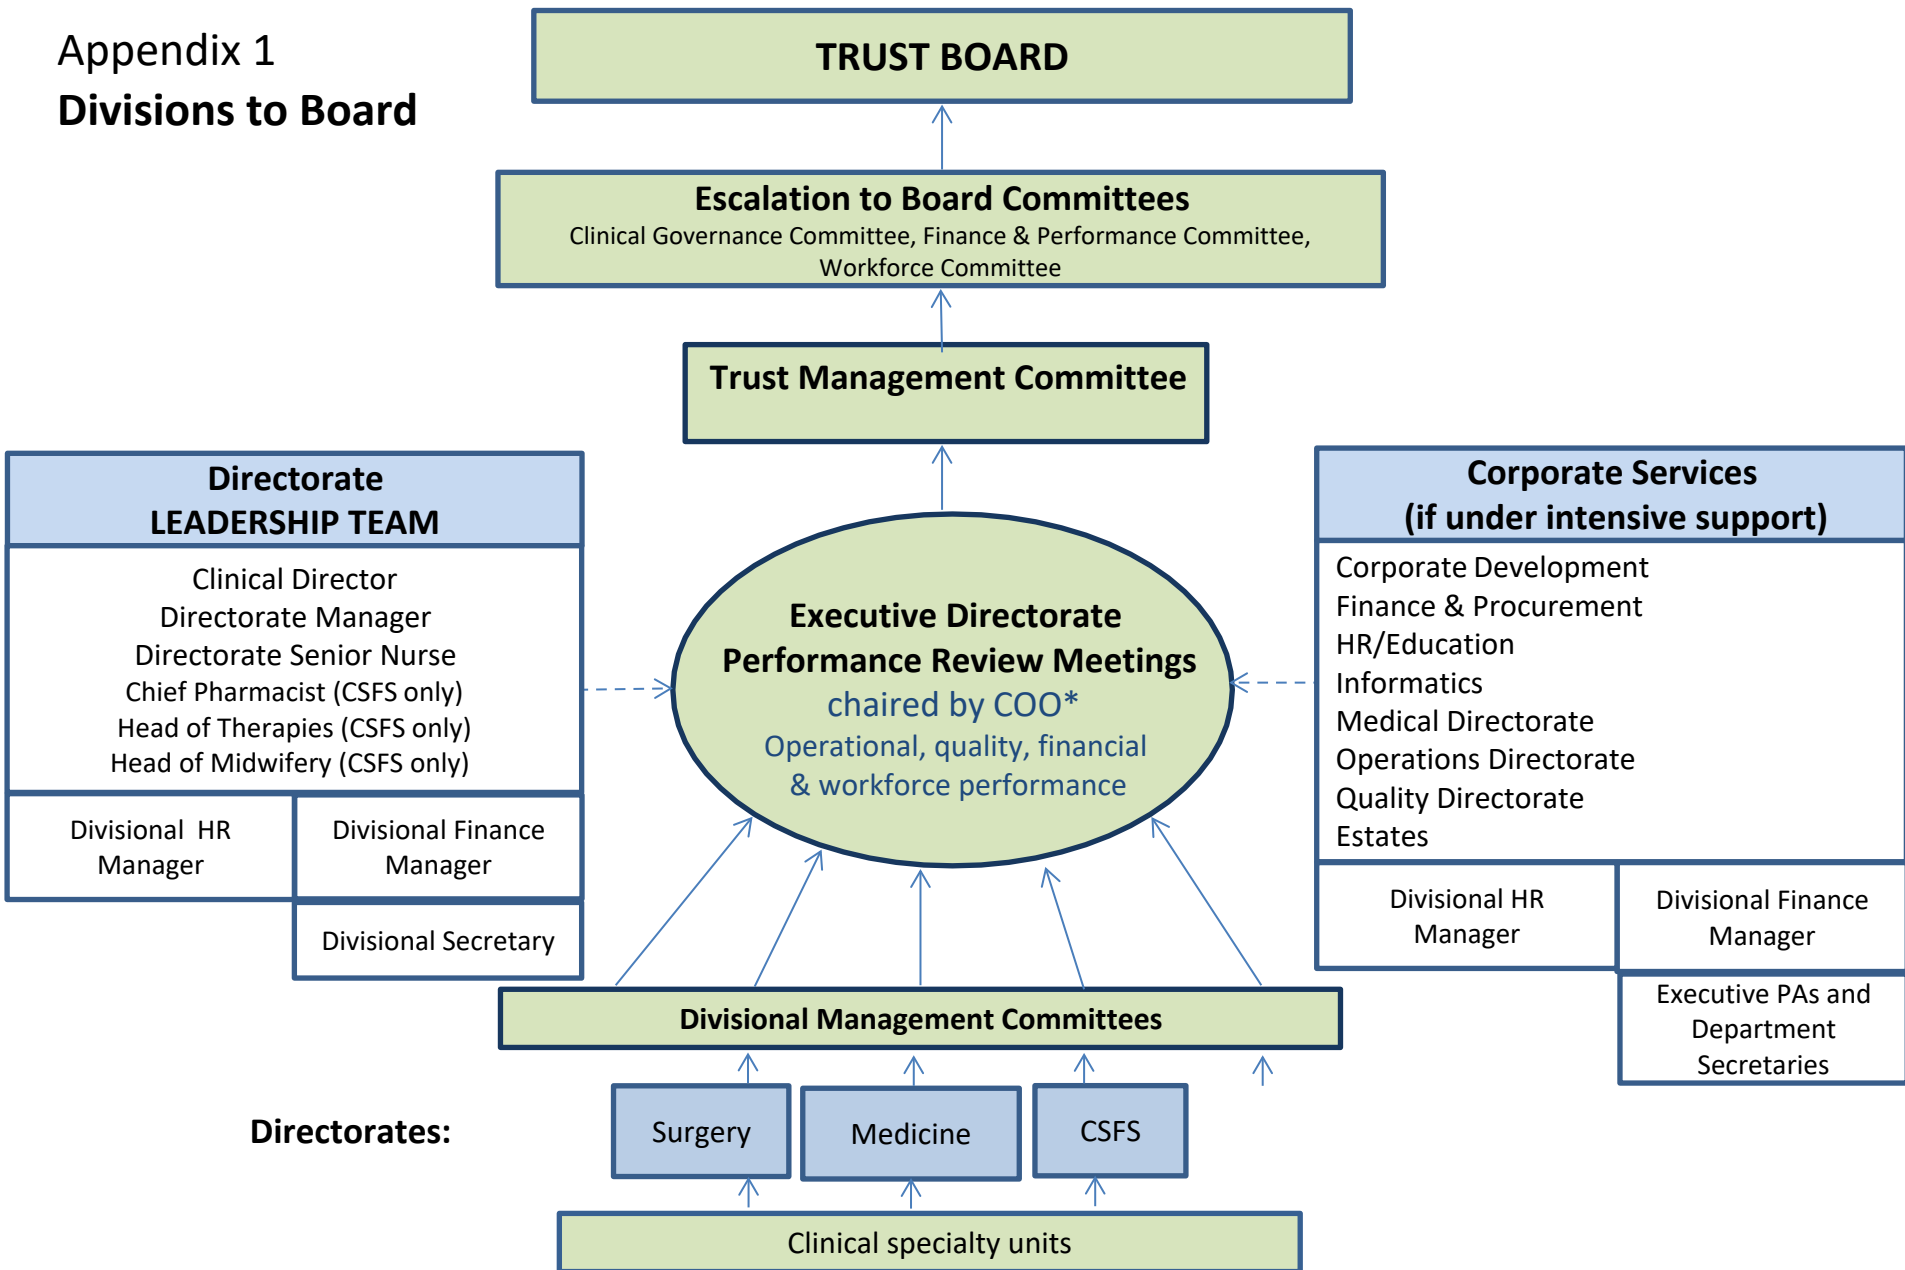 Appendix 1
Divisions to Board
TRUST BOARD
Escalation to Board Committees
Clinical Governance Committee, Finance & Performance Committee,
Workforce Committee
Trust Management Committee
Directorate
LEADERSHIP TEAM
Clinical Director
Directorate Manager
Directorate Senior Nurse
Chief Pharmacist (CSFS only)
Head of Therapies (CSFS only)
Head of Midwifery (CSFS only)
Divisional HR
Manager
Divisional Finance
Manager
Divisional Secretary
Executive Directorate
Performance Review Meetings
chaired by COO*
Operational, quality, financial
& workforce performance
Corporate Services
(if under intensive support)
Corporate Development
Finance & Procurement
HR/Education
Informatics
Medical Directorate
Operations Directorate
Quality Directorate
Estates
Divisional HR
Manager
Divisional Finance
Manager
Executive PAs and
Department
Secretaries
Divisional Management Committees
Directorates:
Surgery
Medicine
CSFS
Clinical specialty units